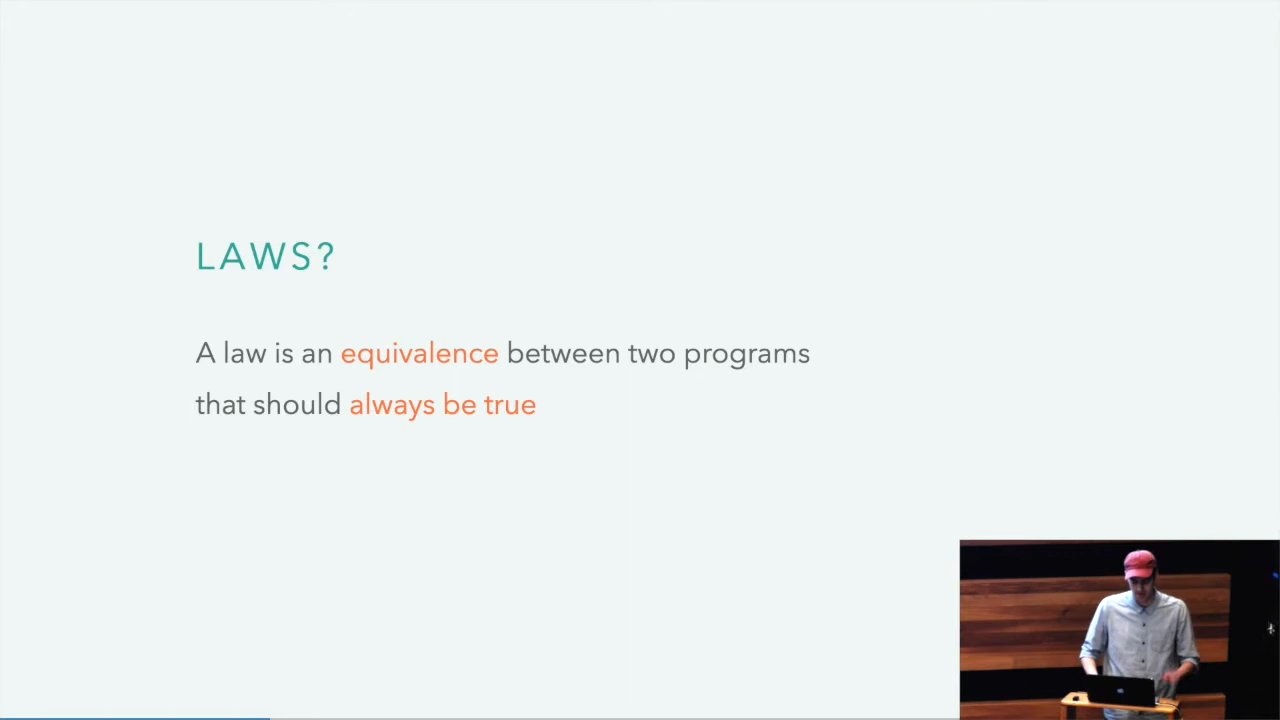 LAWS?
A law is an equivalence between two programs
that should always be true